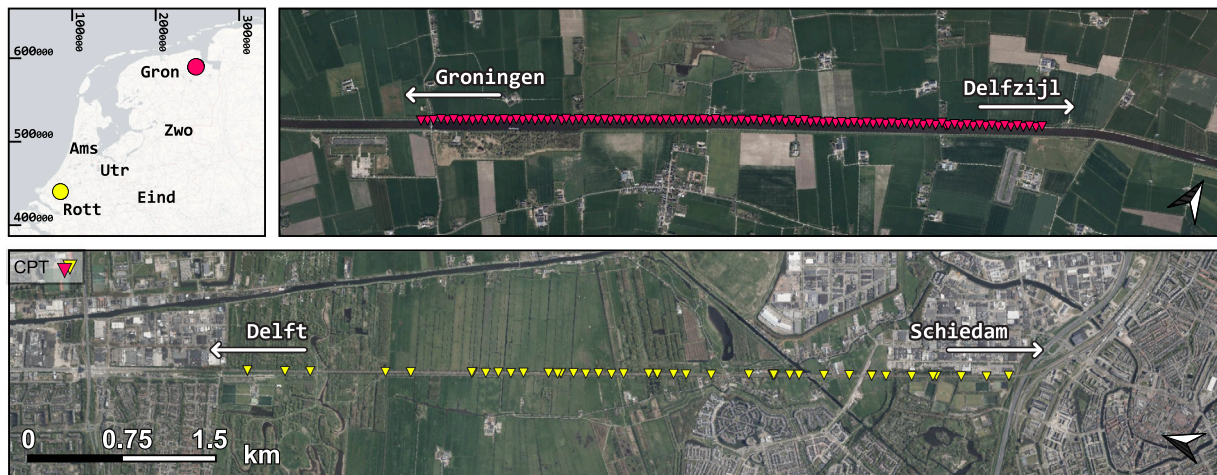 100000
200000
300000
600000
500000
400000
Gron
Zwo
Ams
Utr
Eind
Rott
Groningen
Delfzijl
CPT
Delft
Schiedam
0 0.75 1.5
km